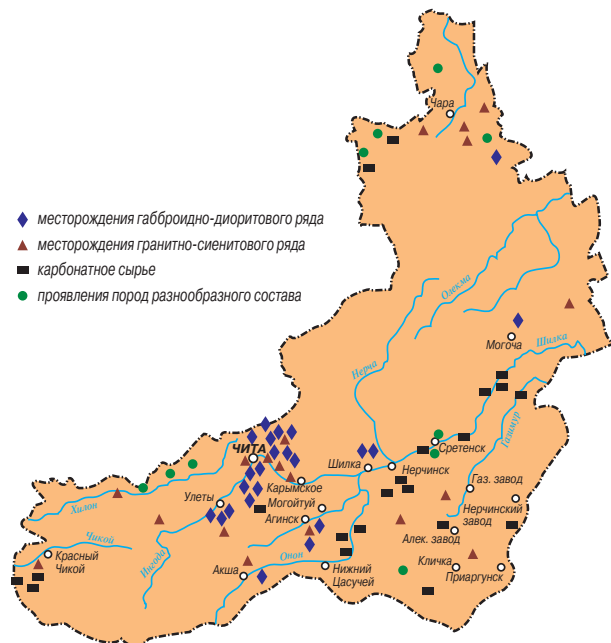 Чара
месторождения габброидно-диоритового ряда
месторождения гранитно-сиенитового ряда
карбонатное сырье
проявления пород разнообразного состава
Олекма
Могоча
Шилка
Нерча
Газимур
ЧИТА
Сретенск
Шилка
Нерчинск
Карымское
Газ. завод
Улеты
Могойтуй
Хилок
Агинск
Нерчинский
завод
Чикой
Ингода
Алек. завод
Красный
Чикой
Онон
Акша
Нижний
Цасучей
Кличка
Приаргунск